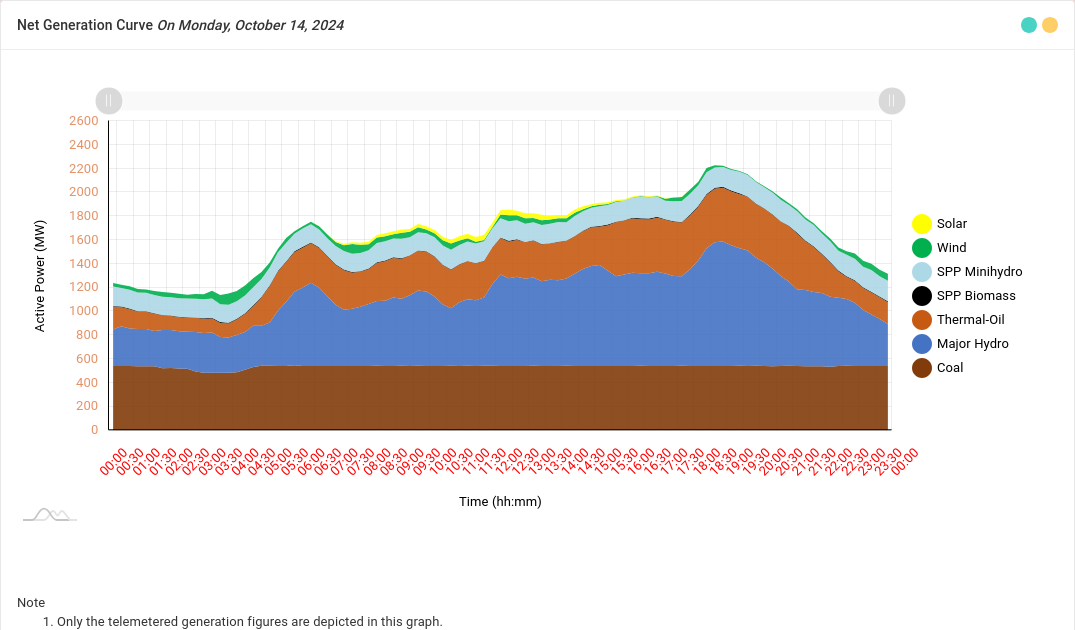 Net Generation Curve On Monday, October 14, 2024
2600
2400
2200
2000
1800
1600
1400
1200
1000
800
600
400
200
0
Active Power (MW)
00:00 00:30 01:00 01:30 02:00 02:30 03:00 03:30 04:00 04:30 05:00 05:30 06:00 06:30 07:00 07:30 08:00 08:30 09:00 09:30 10:00 10:30 11:00 11:30 12:00 12:30 13:00 13:30 14:00 14:30 15:00 15:30 16:00 16:30 17:00 17:30 18:00 18:30 19:00 19:30 20:00 20:30 21:00 21:30 22:00 22:30 23:00 23:30 00:00
Time (hh:mm)
Solar
Wind
SPP Minihydro
SPP Biomass
Thermal-Oil
Major Hydro
Coal
Note
1. Only the telemetered generation figures are depicted in this graph.